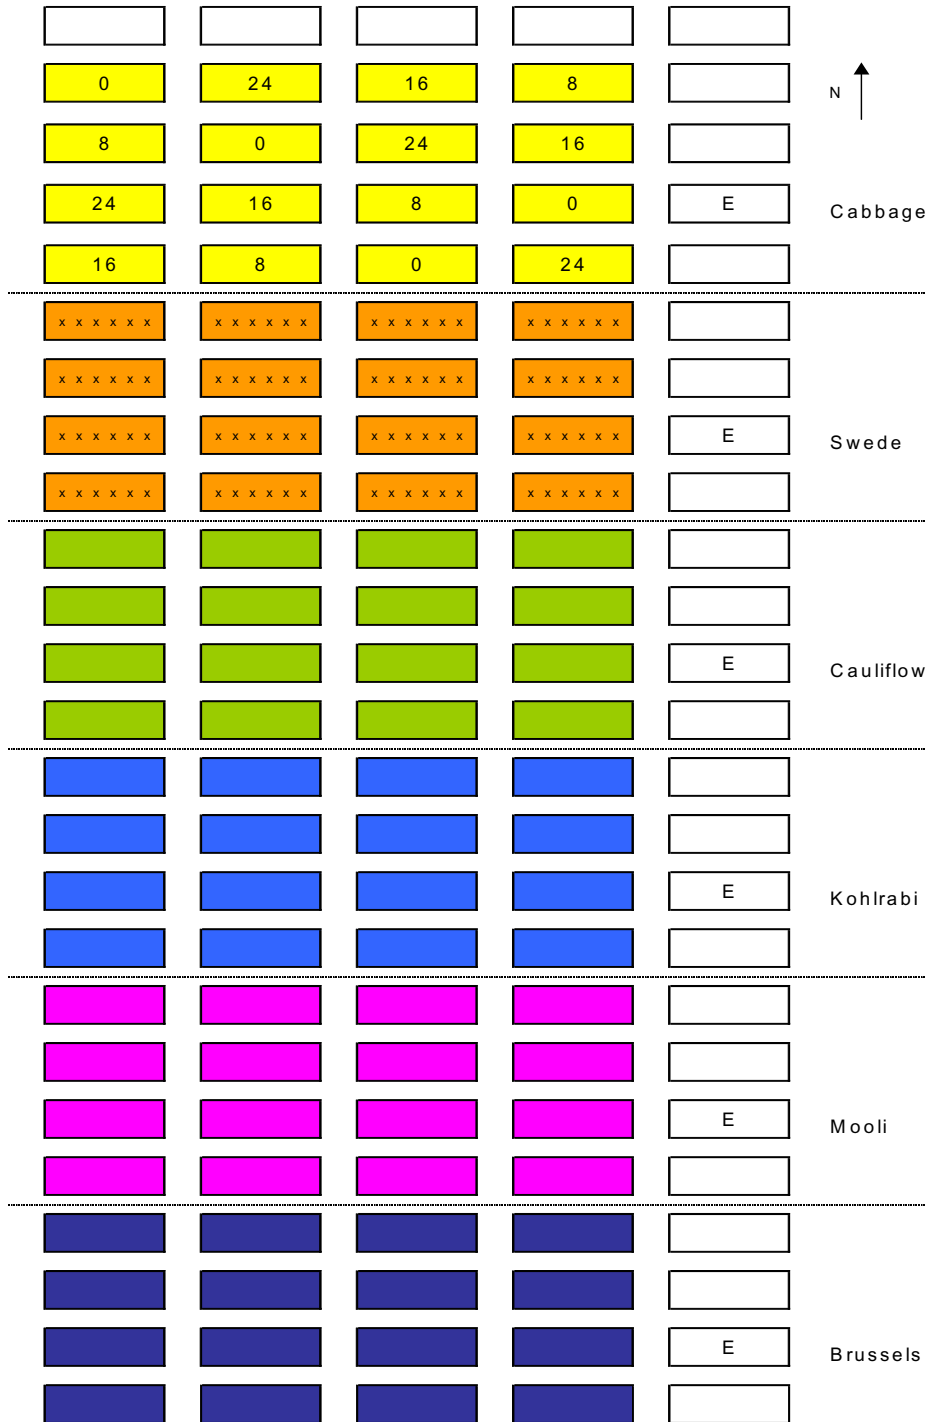 0 24 16 8
N
8 0 24 16
24 16 8 0 E Cabbage
16 8 0 24
x x x x x x x x x x x x x x x x x x x x x x x x
x x x x x x x x x x x x x x x x x x x x x x x x
x x x x x x x x x x x x x x x x x x x x x x x x E Swede
x x x x x x x x x x x x x x x x x x x x x x x x
E Cauliflow
E Kohlrabi
E Mooli
E Brussels